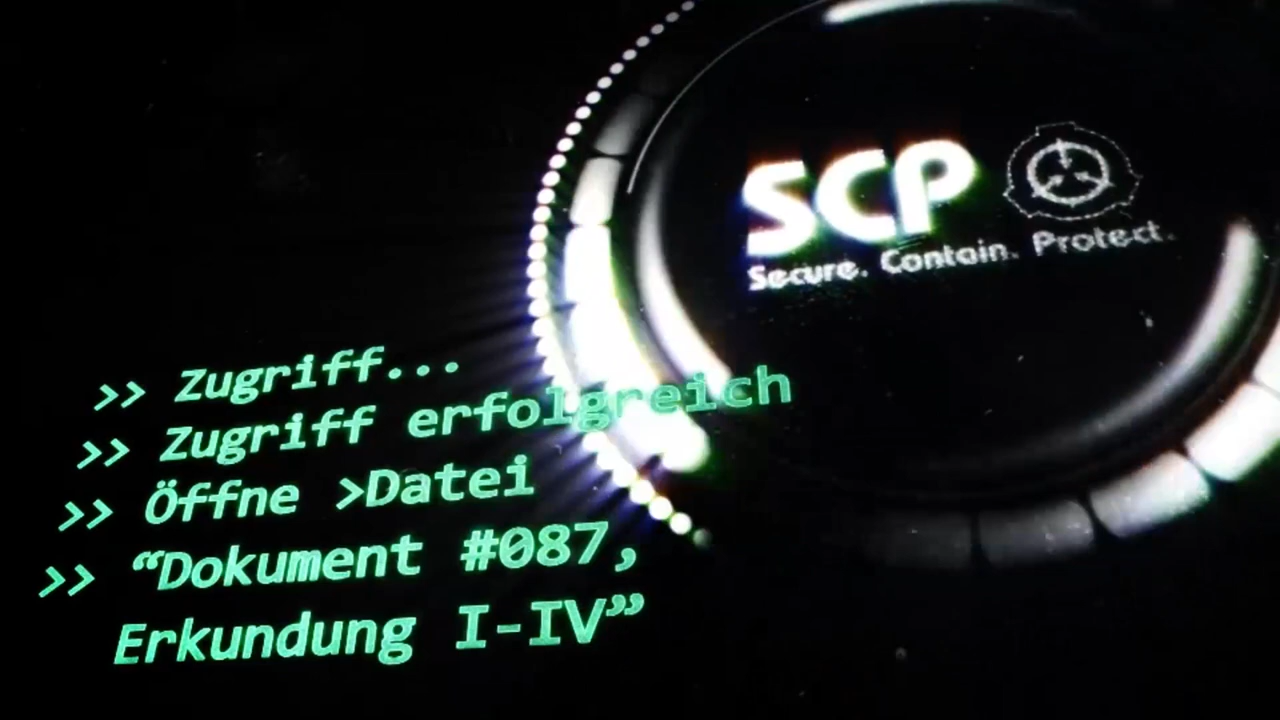 SCP
Secure. Contain. Protect.
>> Zugriff...
>> Zugriff erfolgreich
>> Öffne >Datei
>> “Dokument #087,
Erkundung I-IV”